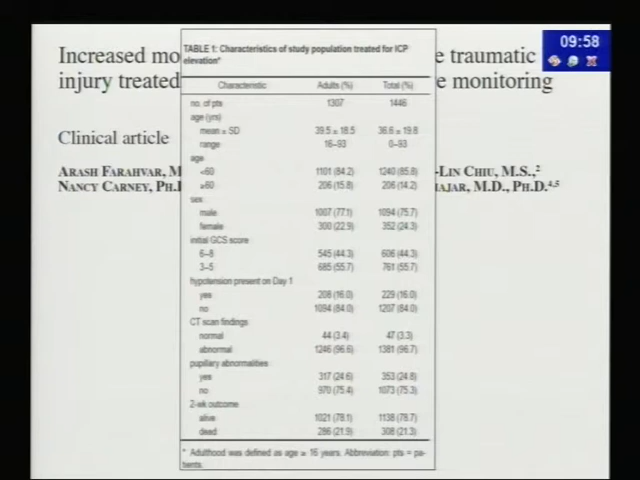 Increased mo
e traumatic
injury treated
e monitoring
Clinical article
ARASH FARAHVAR, M
-LIN CHIU, M.S.,²
NANCY CARNEY, PH.
AJAR, M.D., PH.D.⁴,⁵
09:58
TABLE 1: Characteristics of study population treated for ICP
elevation*
Characteristic Adults (%) Total (%)
no. of pts 1307 1446
age (yrs)
mean ± SD 39.5 ± 18.5 36.6 ± 19.8
range 16–93 0–93
age
<60 1101 (84.2) 1240 (85.8)
≥60 206 (15.8) 206 (14.2)
sex
male 1007 (77.1) 1094 (75.7)
female 300 (22.9) 352 (24.3)
initial GCS score
6–8 545 (44.3) 606 (44.3)
3–5 685 (55.7) 761 (55.7)
hypotension present on Day 1
yes 208 (16.0) 229 (16.0)
no 1094 (84.0) 1207 (84.0)
CT scan findings
normal 44 (3.4) 47 (3.3)
abnormal 1246 (96.6) 1381 (96.7)
pupillary abnormalities
yes 317 (24.6) 353 (24.8)
no 970 (75.4) 1073 (75.3)
2-wk outcome
alive 1021 (78.1) 1138 (78.7)
dead 286 (21.9) 308 (21.3)
* Adulthood was defined as age ≥ 16 years. Abbreviation: pts = pa-
tients.